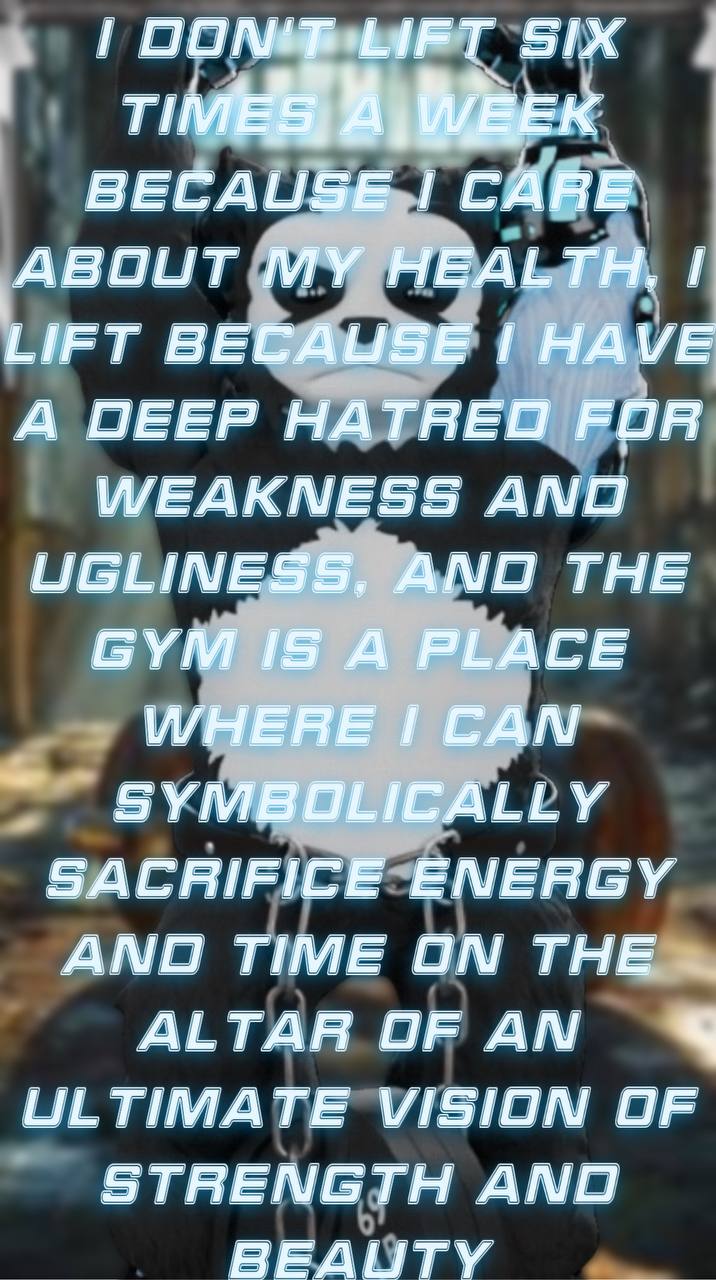 I DON'T LIFT SIX
TIMES A WEEK
BECAUSE I CARE
ABOUT MY HEALTH, I
LIFT BECAUSE I HAVE
A DEEP HATRED FOR
WEAKNESS AND
UGLINESS, AND THE
GYM IS A PLACE
WHERE I CAN
SYMBOLICALLY
SACRIFICE ENERGY
AND TIME ON THE
ALTAR OF AN
ULTIMATE VISION OF
STRENGTH AND
69
BEAUTY